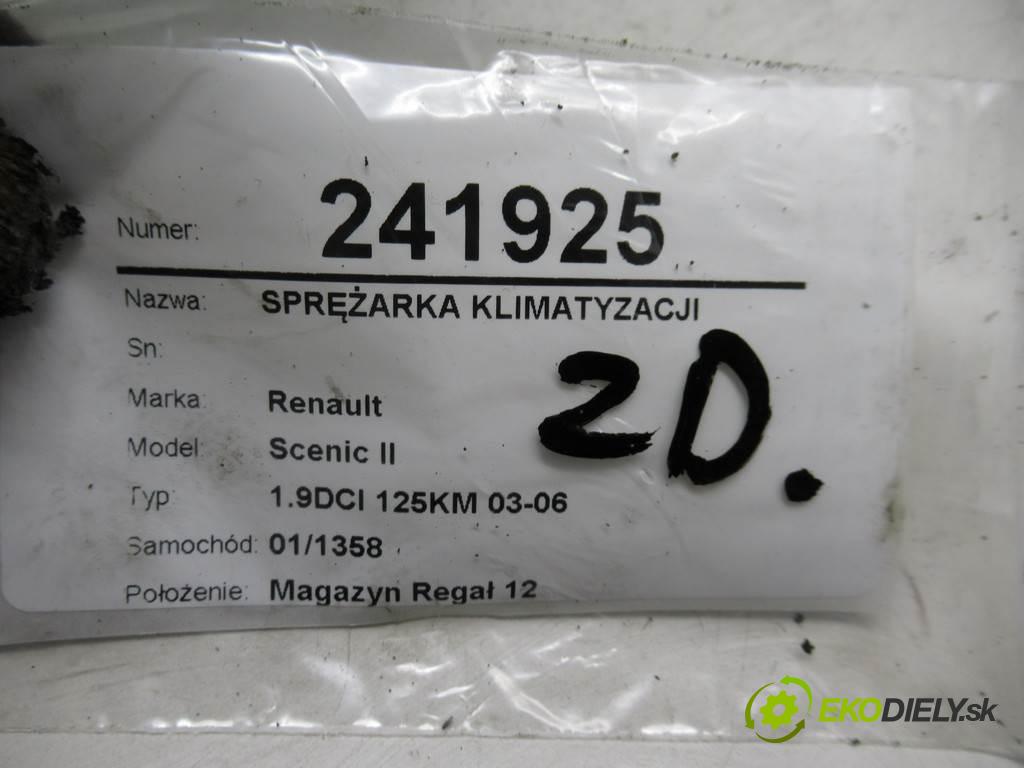 Numer: 241925
Nazwa: SPRĘŻARKA KLIMATYZACJI
Sn:
Marka: Renault
Model: Scenic II
Typ: 1.9DCI 125KM 03-06
Samochód: 01/1358
Położenie: Magazyn Regał 12
ZD.
EKODIELY.sk